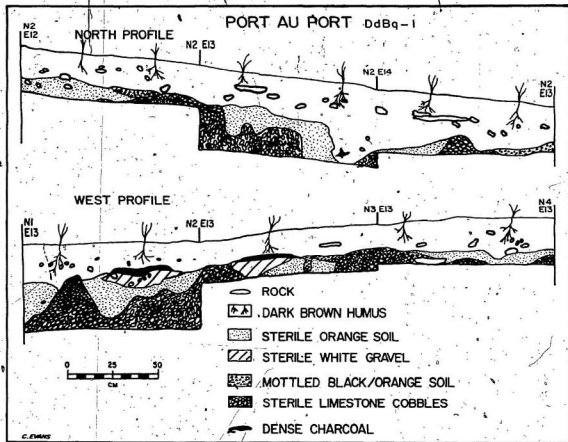 PORT AU PORT DdBq-1
NORTH PROFILE
N2
E12
N2 E13
N2 E14
N2
E13
WEST PROFILE
N1
E13
N2 E13
N3 E13
N4
E13
ROCK
DARK BROWN HUMUS
STERILE ORANGE SOIL
STERILE WHITE GRAVEL
MOTTLED BLACK/ORANGE SOIL
STERILE LIMESTONE COBBLES
DENSE CHARCOAL
0 25 50
CM
C. EVANS